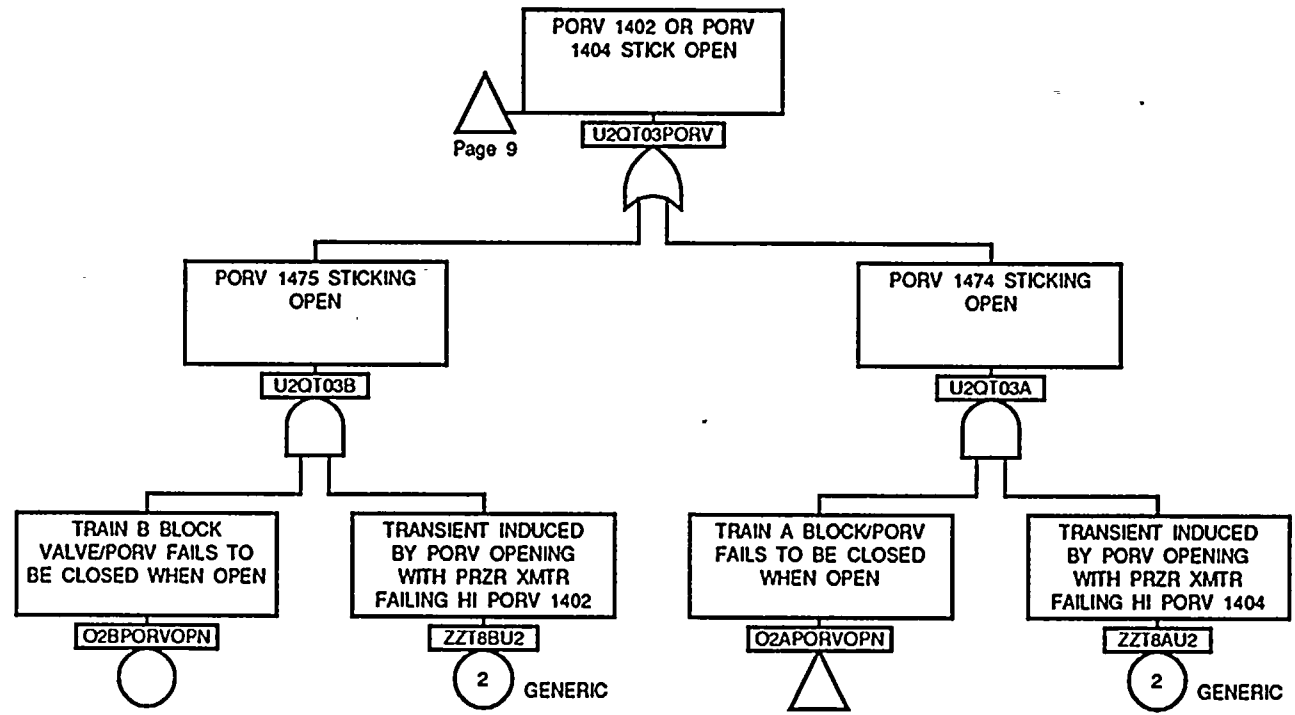 PORV 1402 OR PORV
1404 STICK OPEN
Page 9
U2QT03PORV
PORV 1475 STICKING
OPEN
U2QT03B
PORV 1474 STICKING
OPEN
U2QT03A
TRAIN B BLOCK
VALVE/PORV FAILS TO
BE CLOSED WHEN OPEN
O2BPORVOPN
TRANSIENT INDUCED
BY PORV OPENING
WITH PRZR XMTR
FAILING HI PORV 1402
ZZT8BU2
2
GENERIC
TRAIN A BLOCK/PORV
FAILS TO BE CLOSED
WHEN OPEN
O2APORVOPN
TRANSIENT INDUCED
BY PORV OPENING
WITH PRZR XMTR
FAILING HI PORV 1404
ZZT8AU2
2
GENERIC